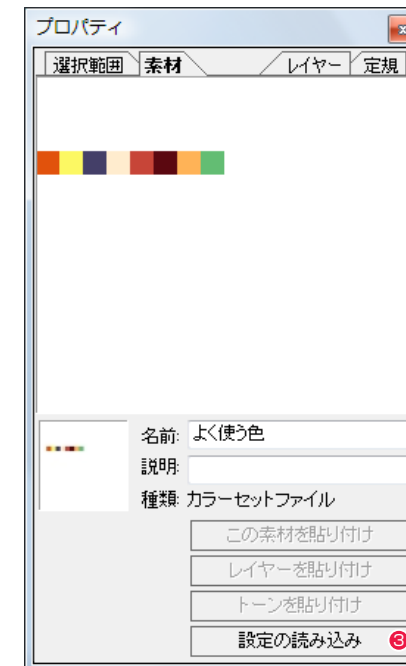 プロパティ
選択範囲 素材 レイヤー 定規
名前: よく使う色
説明:
種類: カラーセットファイル
この素材を貼り付け
レイヤーを貼り付け
トーンを貼り付け
設定の読み込み ❸